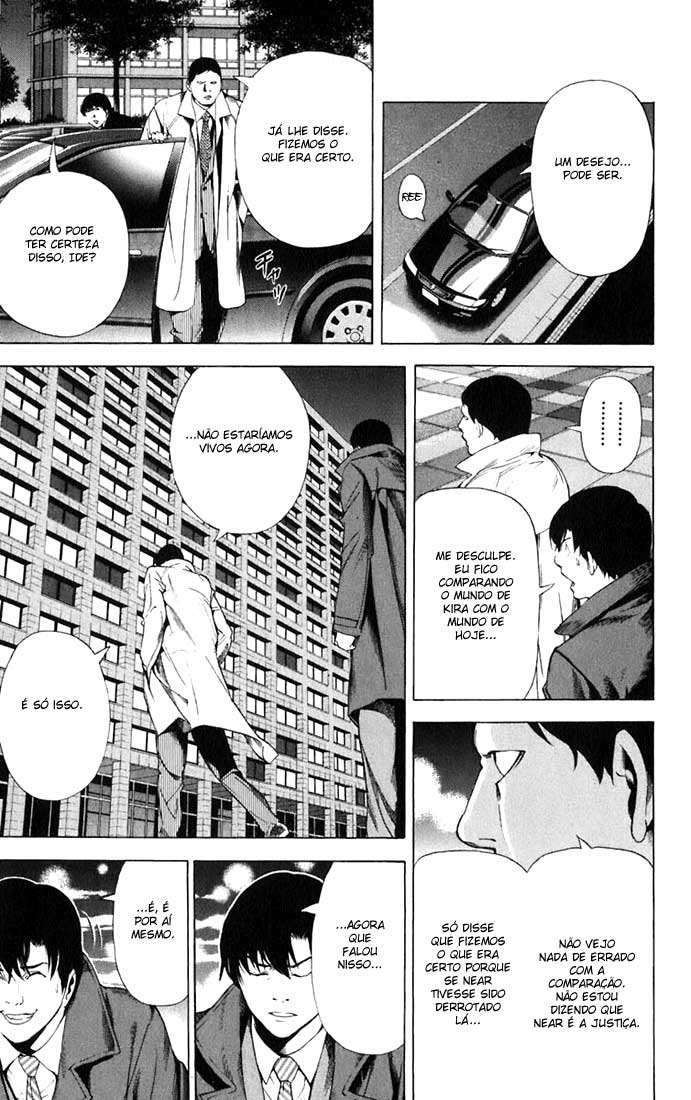 UM DESEJO...
PODE SER.
REE
JÁ LHE DISSE.
FIZEMOS O
QUE ERA CERTO.
COMO PODE
TER CERTEZA
DISSO, IDE?
ME DESCULPE.
EU FICO
COMPARANDO
O MUNDO DE
KIRA COM O
MUNDO DE
HOJE...
NÃO VEJO
NADA DE ERRADO
COM A
COMPARAÇÃO.
NÃO ESTOU
DIZENDO QUE
NEAR É A JUSTIÇA.
SÓ DISSE
QUE FIZEMOS
O QUE ERA
CERTO PORQUE
SE NEAR
TIVESSE SIDO
DERROTADO
LÁ...
...NÃO ESTARÍAMOS
VIVOS AGORA.
É SÓ ISSO.
...AGORA
QUE
FALOU
NISSO...
...É, É
POR AÍ
MESMO.